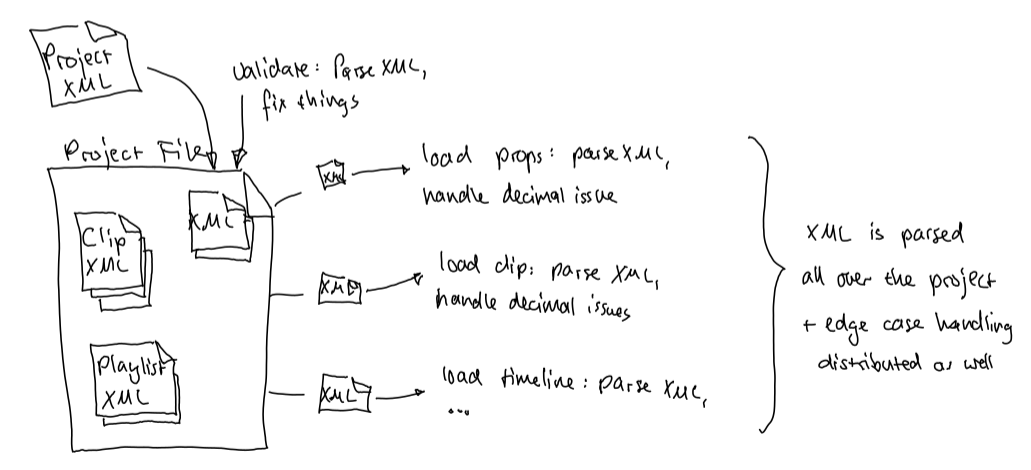 Project
XML
validate: Parse XML,
fix things
Project File
XML
Clip
XML
Playlist
XML
XML
load props: parse XML,
handle decimal issue
XML
load clip: parse XML,
handle decimal issues
XML
load timeline: parse XML,
...
XML is parsed
all over the project
+ edge case handling
distributed as well